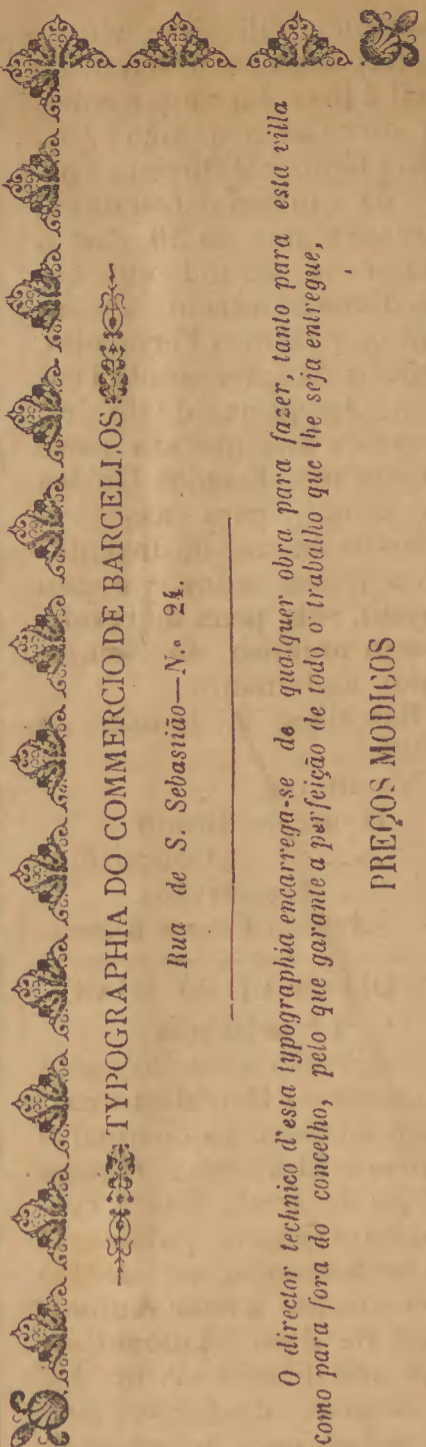 TYPOGRAPHIA DO COMMERCIO DE BARCELLOS
Rua de S. Sebastião—N.º 24.
O director technico d'esta typographia encarrega-se de qualquer obra para fazer, tanto para esta villa
como para fora do concelho, pelo que garante a perfeição de todo o trabalho que lhe seja entregue,
PREÇOS MODICOS